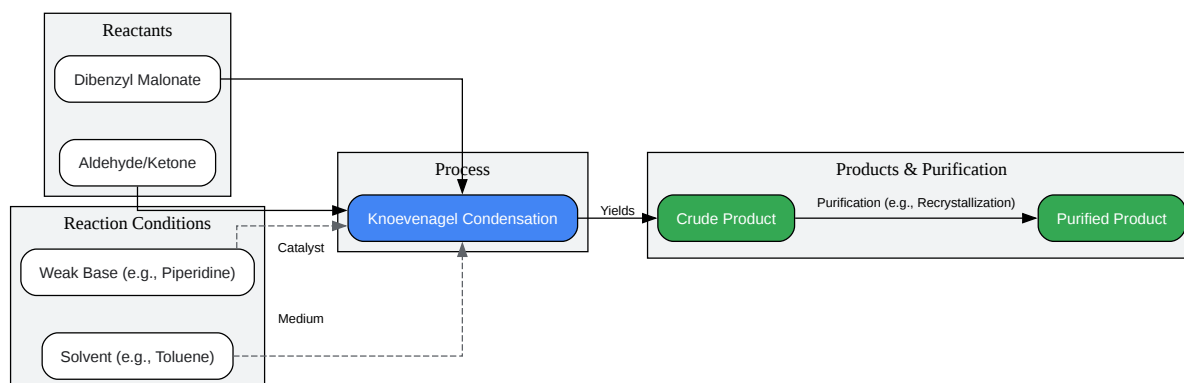 Reactants
Dibenzyl Malonate
Aldehyde/Ketone
Reaction Conditions
Weak Base (e.g., Piperidine)
Solvent (e.g., Toluene)
Catalyst
Medium
Process
Knoevenagel Condensation
Yields
Products & Purification
Crude Product
Purification (e.g., Recrystallization)
Purified Product